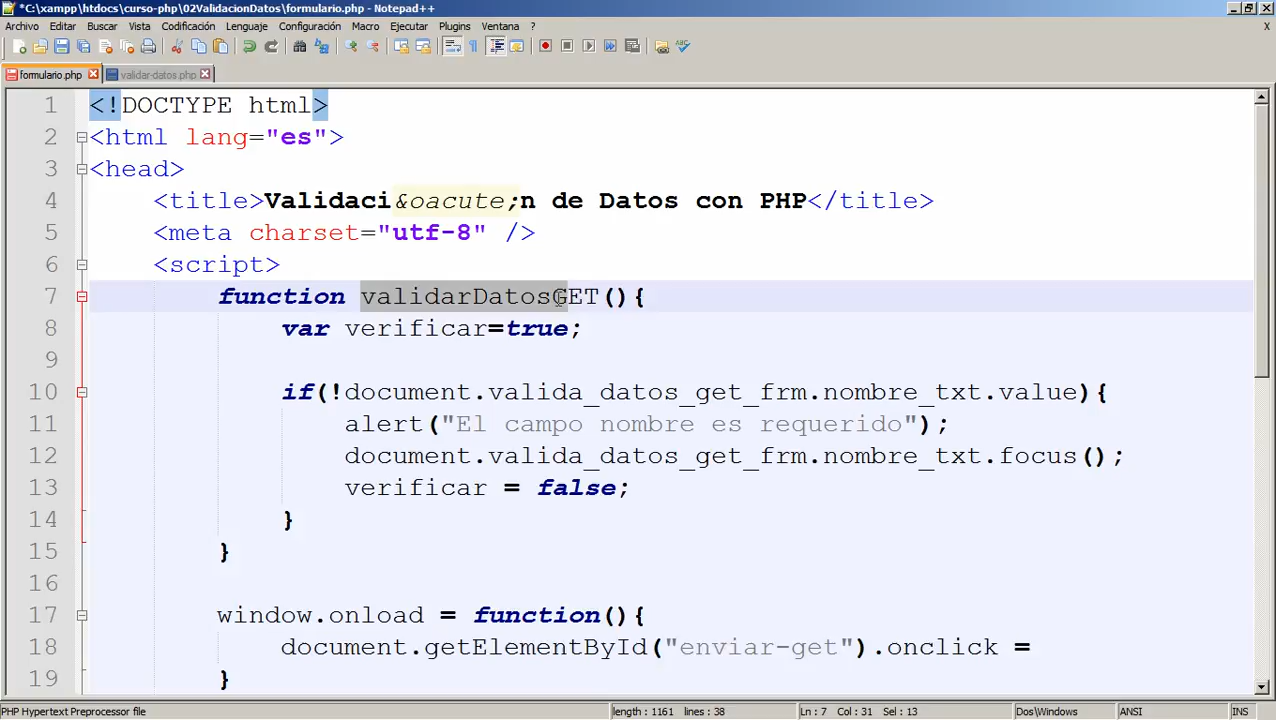 *C:\xampp\htdocs\curso-php\02ValidacionDatos\formulario.php - Notepad++
Archivo Editar Buscar Vista Codificación Lenguaje Configuración Macro Ejecutar Plugins Ventana ? X
formulario.php validar-datos.php
1 <!DOCTYPE html>
2 <html lang="es">
3 <head>
4 <title>Validaci&oacute;n de Datos con PHP</title>
5 <meta charset="utf-8" />
6 <script>
7 function validarDatosGET(){
8 var verificar=true;
9
10 if(!document.valida_datos_get_frm.nombre_txt.value){
11 alert("El campo nombre es requerido");
12 document.valida_datos_get_frm.nombre_txt.focus();
13 verificar = false;
14 }
15 }
16
17 window.onload = function(){
18 document.getElementById("enviar-get").onclick =
19 }
PHP Hypertext Preprocessor file length : 1161 lines : 38 Ln : 7 Col : 31 Sel : 13 Dos\Windows ANSI INS